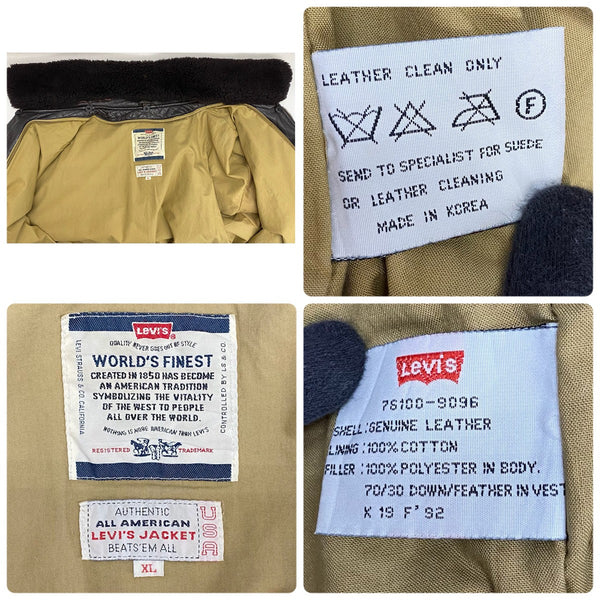 LEATHER CLEAN ONLY
F
SEND TO SPECIALIST FOR SUEDE
OR LEATHER CLEANING
MADE IN KOREA
LEVI'S
QUALITY NEVER GOES OUT OF STYLE
WORLD'S FINEST
CREATED IN 1850 HAS BECOME
AN AMERICAN TRADITION
SYMBOLIZING THE VITALITY
OF THE WEST TO PEOPLE
ALL OVER THE WORLD.
NOTHING IS MORE AMERICAN THAN LEVI'S
REGISTERED TRADEMARK
LEVI STRAUSS & CO. CALIFORNIA
CONTROLLED BY L.S. & CO.
AUTHENTIC
ALL AMERICAN
LEVI'S JACKET
BEATS'EM ALL
USA
XL
Levi's
76100-9096
SHELL: GENUINE LEATHER
LINING: 100% COTTON
FILLER: 100% POLYESTER IN BODY.
70/30 DOWN/FEATHER IN VEST
K 19 F' 92